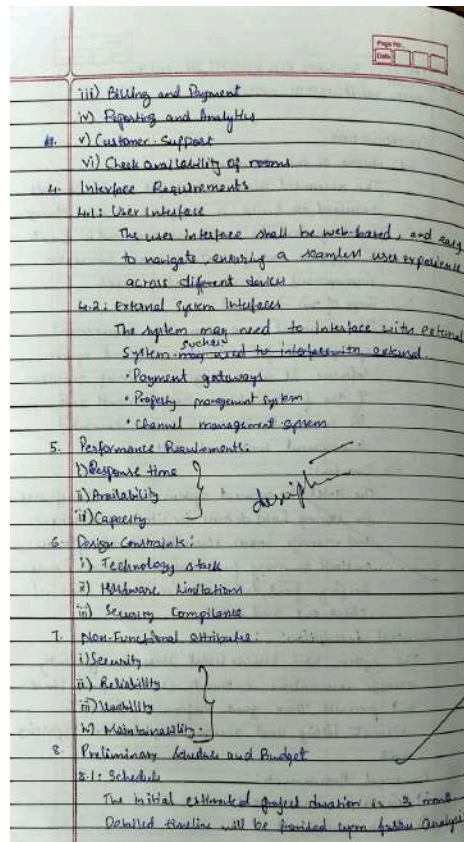 Page No.
Date
iii) Billing and Payment
iv) Reporting and Analytics
v) Customer Support
vi) Check availability of rooms
4. Interface Requirements
4.1: User Interface
The user interface shall be web-based, and easy
to navigate, ensuring a seamless user experience
across different devices
4.2: External System Interfaces
The system may need to interface with external
System such as may need to interface with external.
• Payment gateways
• Property management system
• Channel management system
5. Performance Requirements:
i) Response time
ii) Availability
iii) Capacity
description
6. Design Constraints:
i) Technology stack
ii) Hardware Limitations
iii) Security Compliance
7. Non-Functional attributes:
i) Security
ii) Reliability
iii) Usability
iv) Maintainability.
8 Preliminary Schedule and Budget
8.1: Schedule
The initial estimated project duration is 3 month
Detailed timeline will be provided upon further Analysis